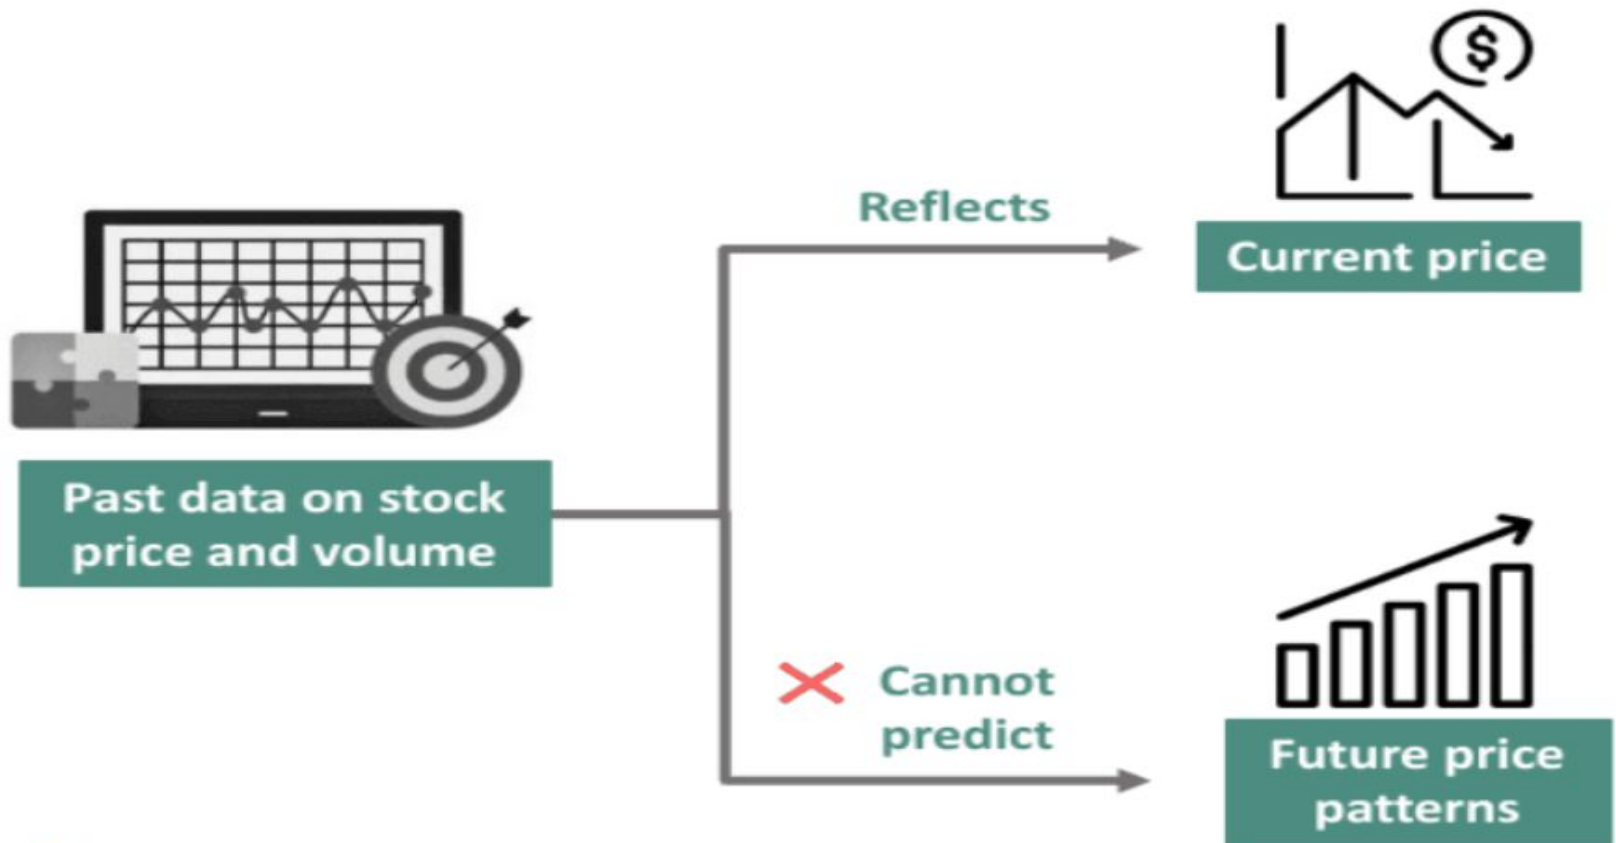 $
Reflects
Current price
Past data on stock
price and volume
Cannot
predict
Future price
patterns